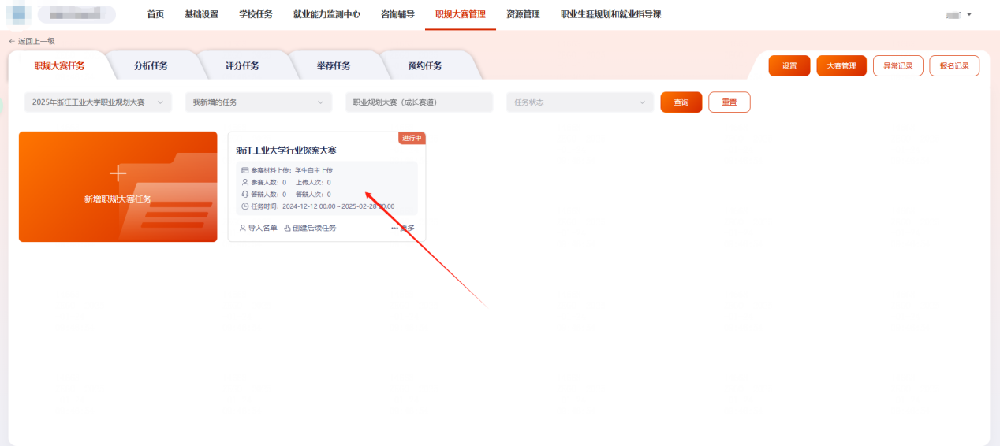 首页 基础设置 学校任务 就业能力监测中心 咨询辅导 职规大赛管理 资源管理 职业生涯规划和就业指导课
← 返回上一级
职规大赛任务 分析任务 评分任务 举荐任务 预约任务 设置 大赛管理 异常记录 报名记录
2025年浙江工业大学职业规划大赛 我新增的任务 职业规划大赛（成长赛道） 任务状态 查询 重置
进行中
浙江工业大学行业探索大赛
参赛材料上传：学生自主上传
参赛人数：0 上传人次：0
答辩人数：0 答辩人次：0
任务时间：2024-12-12 00:00～2025-02-28 00:00
导入名单 创建后续任务 ··· 更多
新增职规大赛任务